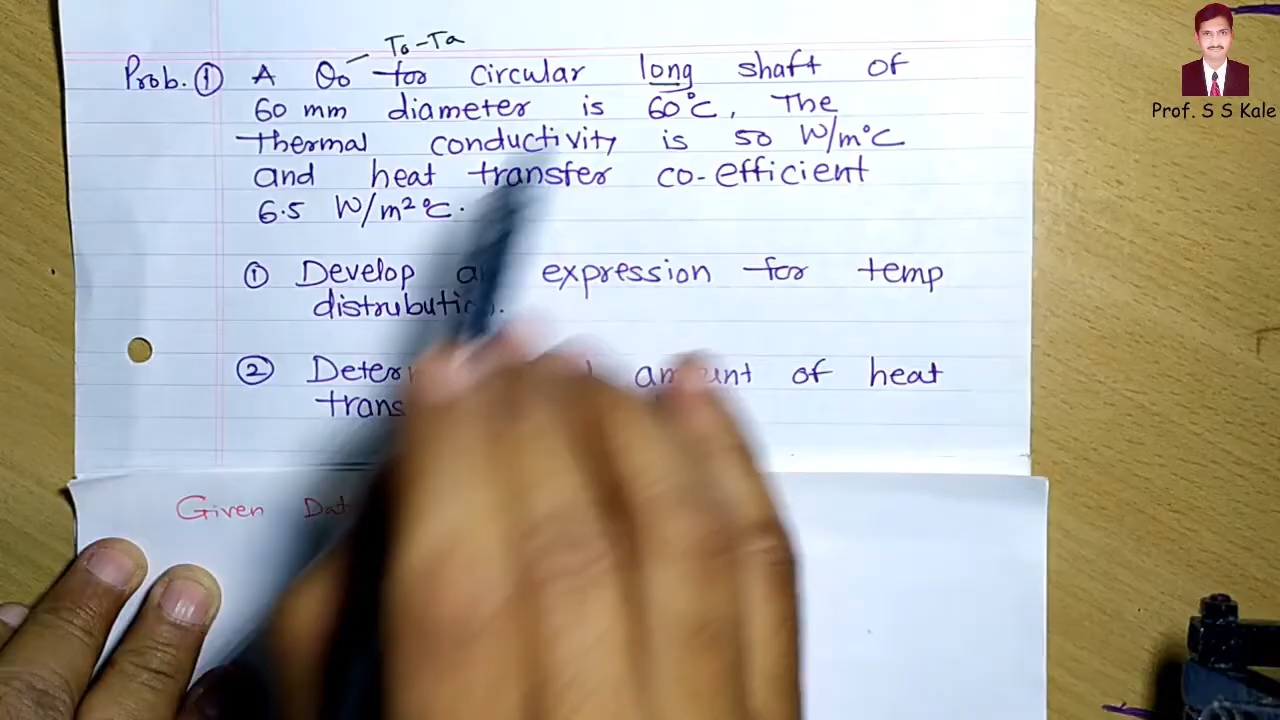 To-Ta
Prob. ① A θo for circular long shaft of
60 mm diameter is 60°C. The
thermal conductivity is 50 W/m°C
and heat transfer co-efficient
6.5 W/m²°C.
① Develop expression for temp
distrubution.
② amount of heat
Given
Prof. S S Kale